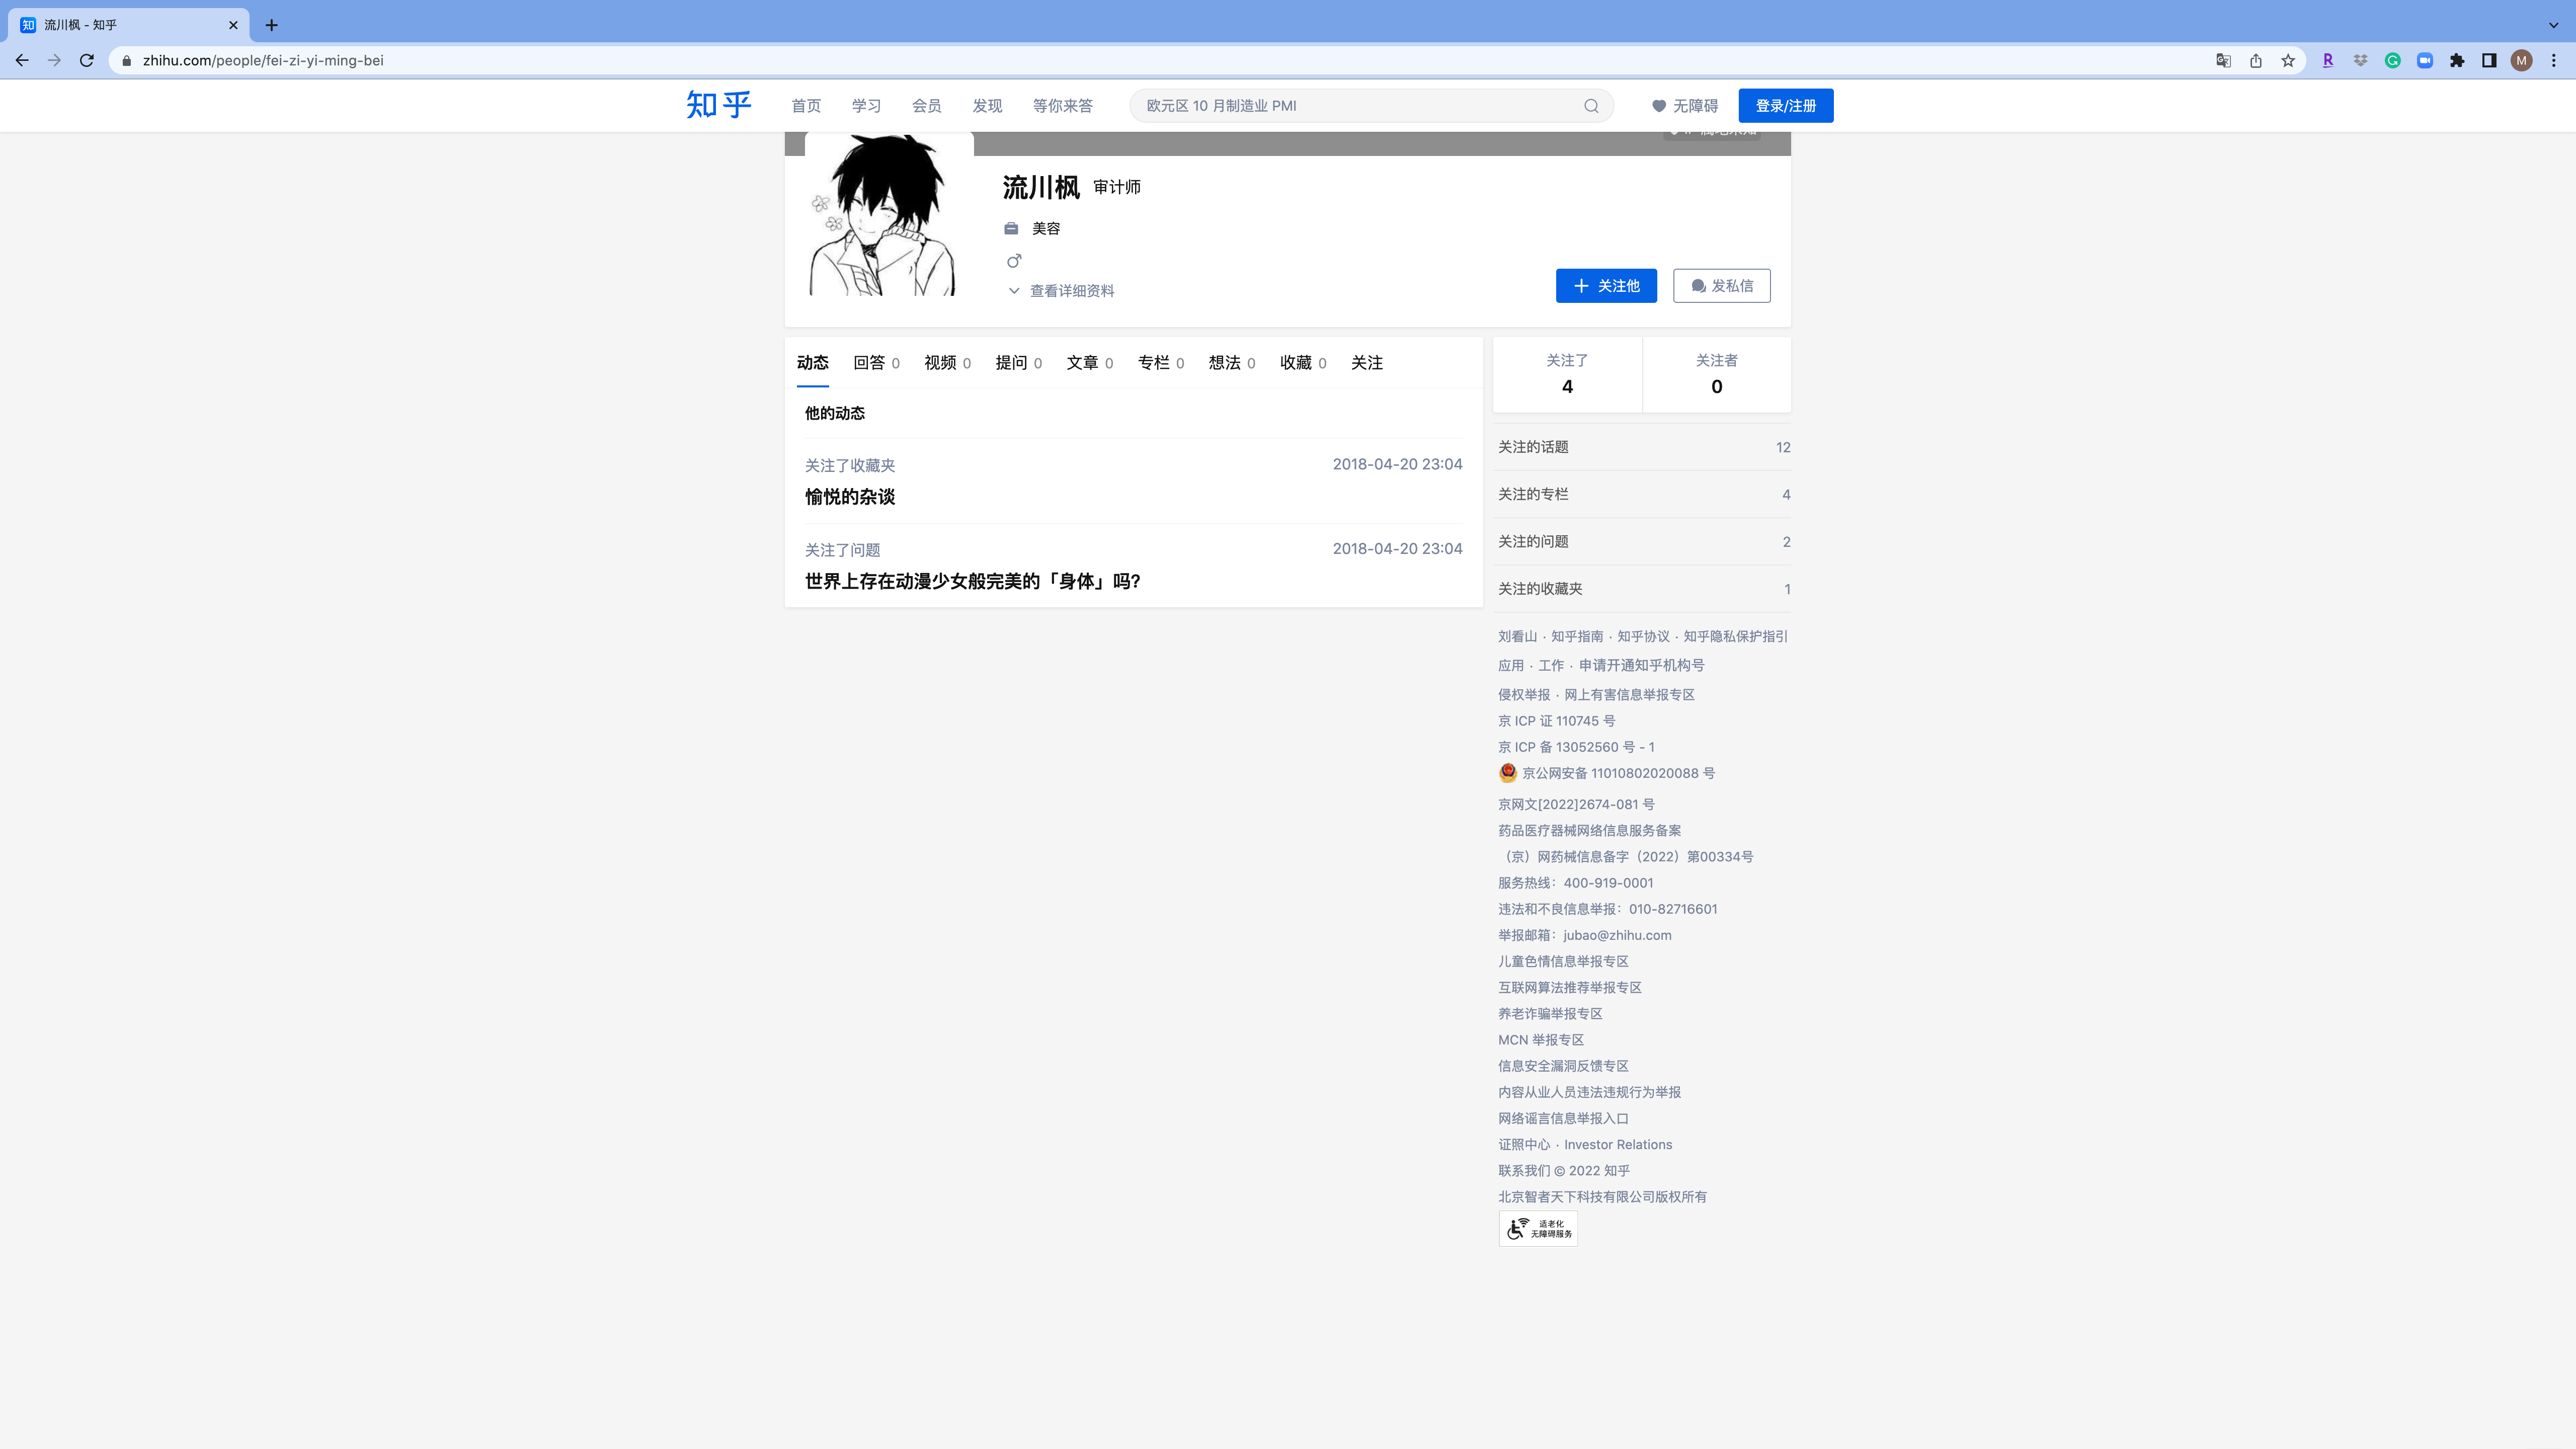 流川枫 - 知乎
zhihu.com/people/fei-zi-yi-ming-bei
M
知乎
首页
学习
会员
发现
等你来答
欧元区 10 月制造业 PMI
无障碍
登录/注册
流川枫 审计师
美容
查看详细资料
关注他
发私信
动态 回答 0 视频 0 提问 0 文章 0 专栏 0 想法 0 收藏 0 关注
他的动态
关注了收藏夹 2018-04-20 23:04
愉悦的杂谈
关注了问题 2018-04-20 23:04
世界上存在动漫少女般完美的「身体」吗?
关注了 关注者
4 0
关注的话题 12
关注的专栏 4
关注的问题 2
关注的收藏夹 1
刘看山 · 知乎指南 · 知乎协议 · 知乎隐私保护指引
应用 · 工作 · 申请开通知乎机构号
侵权举报 · 网上有害信息举报专区
京 ICP 证 110745 号
京 ICP 备 13052560 号 - 1
京公网安备 11010802020088 号
京网文[2022]2674-081 号
药品医疗器械网络信息服务备案
（京）网药械信息备字（2022）第00334号
服务热线：400-919-0001
违法和不良信息举报：010-82716601
举报邮箱：jubao@zhihu.com
儿童色情信息举报专区
互联网算法推荐举报专区
养老诈骗举报专区
MCN 举报专区
信息安全漏洞反馈专区
内容从业人员违法违规行为举报
网络谣言信息举报入口
证照中心 · Investor Relations
联系我们 © 2022 知乎
北京智者天下科技有限公司版权所有
适老化
无障碍服务